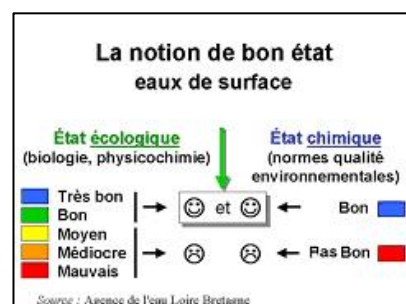 La notion de bon état
eaux de surface
État écologique
(biologie, physicochimie)
État chimique
(normes qualité
environnementales)
Très bon
Bon
Moyen
Médiocre
Mauvais
et
Bon
Pas Bon
Source : Agence de l'eau Loire Bretagne